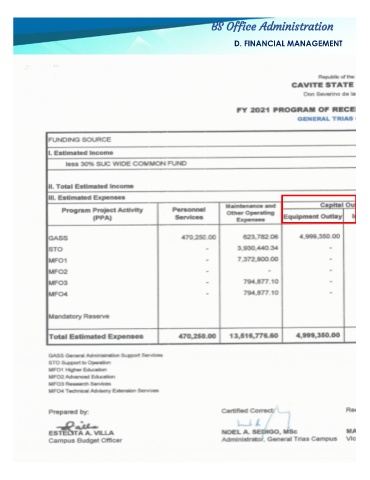 BS Office Administration
D. FINANCIAL MANAGEMENT
Republic of the
CAVITE STATE
Don Severino de la
FY 2021 PROGRAM OF RECE
GENERAL TRIAS
FUNDING SOURCE
I. Estimated Income
less 30% SUC WIDE COMMON FUND
II. Total Estimated Income
III. Estimated Expenses
Program Project Activity (PPA) Personnel Services Maintenance and Other Operating Expenses Capital Ou
Equipment Outlay
GASS 470,250.00 623,782.06 4,999,350.00
STO - 3,930,440.34 -
MFO1 - 7,372,800.00 -
MFO2 - - -
MFO3 - 794,877.10 -
MFO4 - 794,877.10 -
Mandatory Reserve
Total Estimated Expenses 470,250.00 13,516,776.60 4,999,350.00
GASS General Administration Support Services
STO Support to Operation
MFO1 Higher Education
MFO2 Advanced Education
MFO3 Research Services
MFO4 Technical Advisory Extension Services
Prepared by: Certified Correct:
ESTELITA A. VILLA NOEL A. SEDIGO, MSc MA
Campus Budget Officer Administrator, General Trias Campus Vic